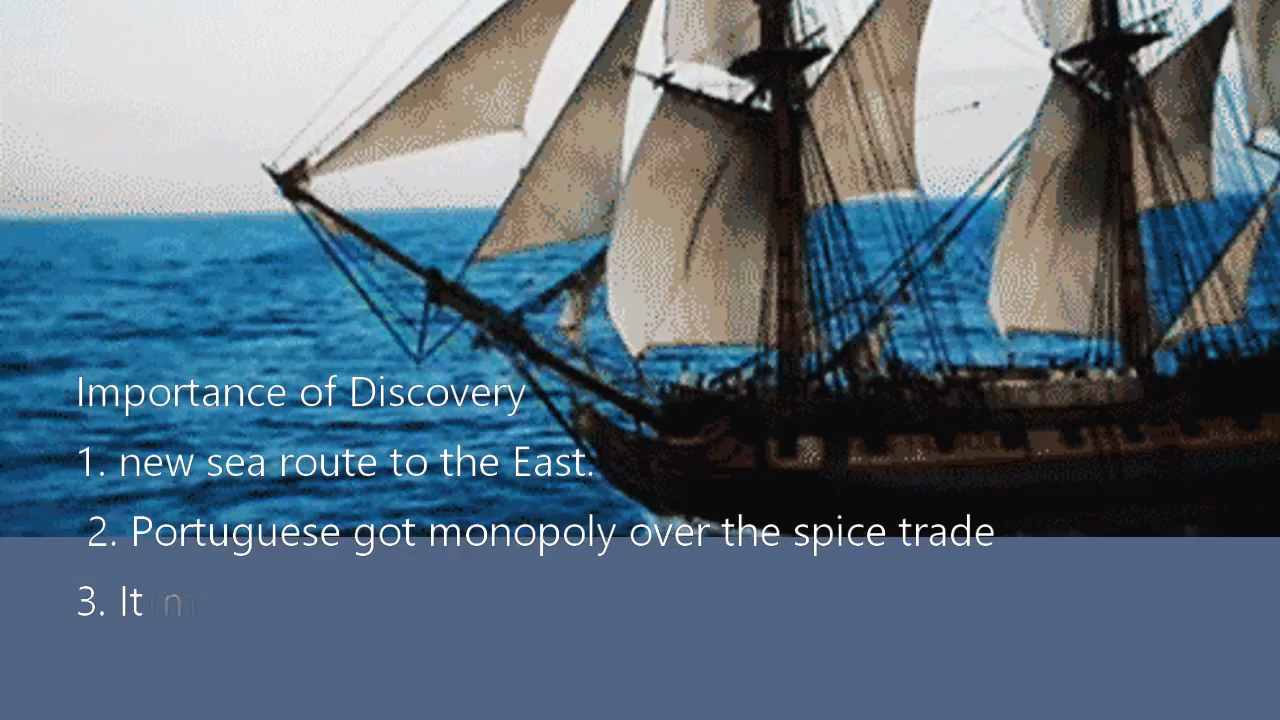 Importance of Discovery
1. new sea route to the East.
2. Portuguese got monopoly over the spice trade
3. It